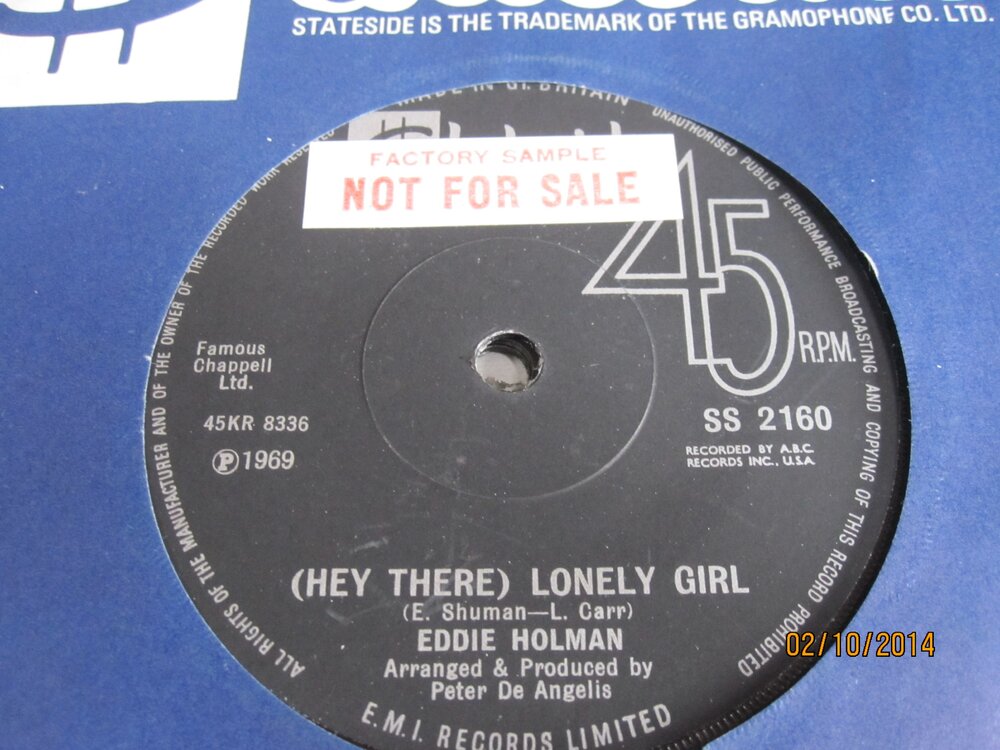 STATESIDE IS THE TRADEMARK OF THE GRAMOPHONE CO. LTD.
MADE IN GT. BRITAIN
FACTORY SAMPLE
NOT FOR SALE
45
R.P.M.
Famous
Chappell
Ltd.
SS 2160
45KR 8336
RECORDED BY A.B.C.
RECORDS INC., U.S.A.
Ⓟ1969
(HEY THERE) LONELY GIRL
(E. Shuman—L. Carr)
EDDIE HOLMAN
Arranged & Produced by
Peter De Angelis
E.M.I. RECORDS LIMITED
ALL RIGHTS OF THE MANUFACTURER AND OF THE OWNER OF THE RECORDED WORK RESERVED
UNAUTHORISED PUBLIC PERFORMANCE BROADCASTING AND COPYING OF THIS RECORD PROHIBITED
02/10/2014